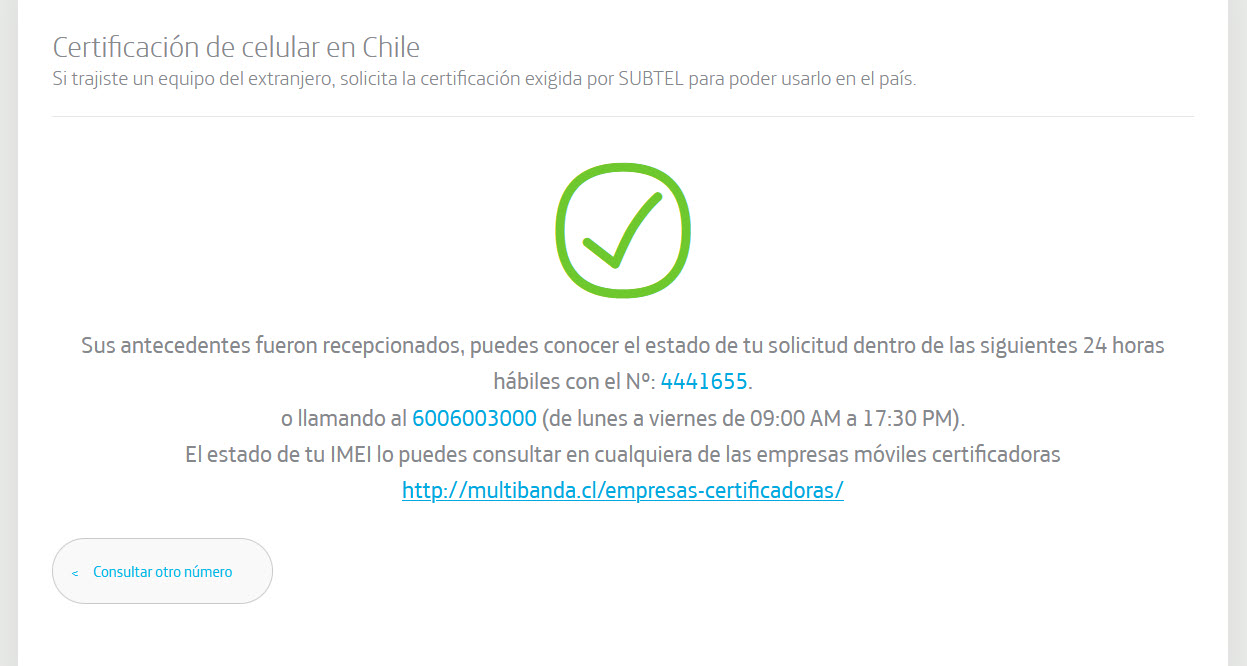 Certificación de celular en Chile
Si trajiste un equipo del extranjero, solicita la certificación exigida por SUBTEL para poder usarlo en el país.
Sus antecedentes fueron recepcionados, puedes conocer el estado de tu solicitud dentro de las siguientes 24 horas
hábiles con el Nº: 4441655.
o llamando al 6006003000 (de lunes a viernes de 09:00 AM a 17:30 PM).
El estado de tu IMEI lo puedes consultar en cualquiera de las empresas móviles certificadoras
http://multibanda.cl/empresas-certificadoras/
< Consultar otro número